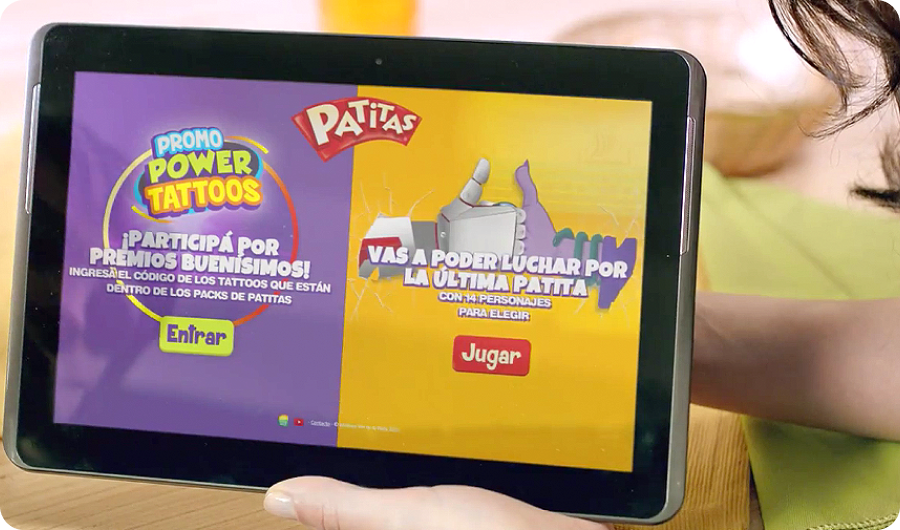 PATITAS
PROMO
POWER
TATTOOS
¡PARTICIPÁ POR
PREMIOS BUENÍSIMOS!
INGRESÁ EL CÓDIGO DE LOS TATTOOS QUE ESTÁN
DENTRO DE LOS PACKS DE PATITAS
Entrar
VAS A PODER LUCHAR POR
LA ÚLTIMA PATITA
CON 14 PERSONAJES
PARA ELEGIR
Jugar
Contacto